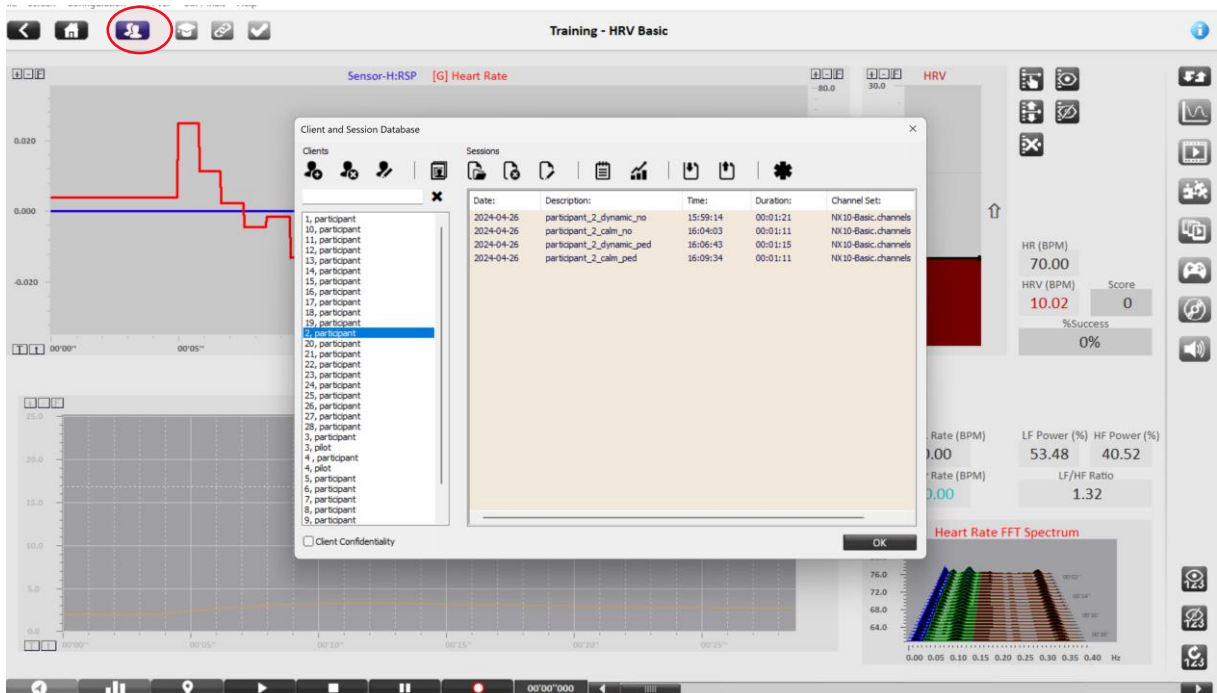 Training - HRV Basic
Sensor-H:RSP [G] Heart Rate
80.0
30.0
HRV
0.020
0.000
-0.020
00'00" 00'05"
Client and Session Database
Clients
Sessions
Date: Description: Time: Duration: Channel Set:
2024-04-26 participant_2_dynamic_no 15:59:14 00:01:21 NX10-Basic.channels
2024-04-26 participant_2_calm_no 16:04:03 00:01:11 NX10-Basic.channels
2024-04-26 participant_2_dynamic_ped 16:06:43 00:01:15 NX10-Basic.channels
2024-04-26 participant_2_calm_ped 16:09:34 00:01:11 NX10-Basic.channels
1, participant
10, participant
11, participant
12, participant
13, participant
14, participant
15, participant
16, participant
17, participant
18, participant
19, participant
2, participant
20, participant
21, participant
22, participant
23, participant
24, participant
25, participant
26, participant
27, participant
28, participant
3, participant
3, pilot
4 , participant
4, pilot
5, participant
6, participant
7, participant
8, participant
9, participant
Client Confidentiality
OK
HR (BPM)
70.00
HRV (BPM) Score
10.02 0
%Success
0%
Rate (BPM) LF Power (%) HF Power (%)
53.48 40.52
Rate (BPM) LF/HF Ratio
1.32
25.0
20.0
15.0
10.0
5.0
0.0
00'00" 00'05" 00'10" 00'15" 00'20" 00'25"
Heart Rate FFT Spectrum
76.0
72.0
68.0
64.0
0.00 0.05 0.10 0.15 0.20 0.25 0.30 0.35 0.40 Hz
123
123
123
00'00"000